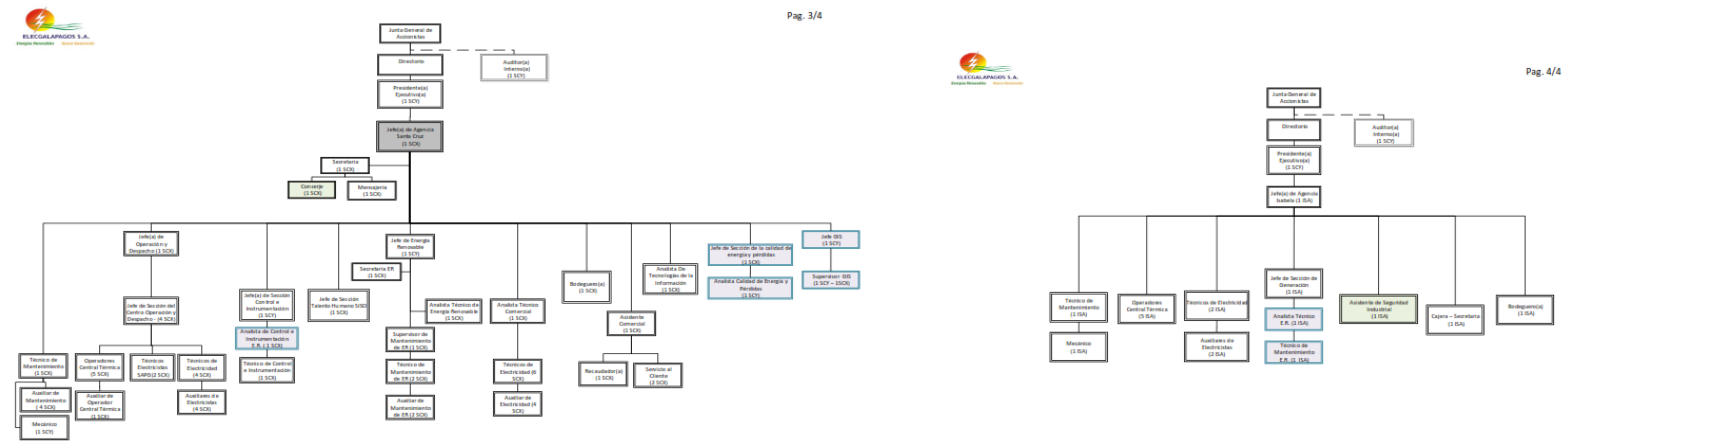 ELECGALAPAGOS S.A.
Energía Renovable
Pag. 3/4
Junta General de
Accionistas
Directorio
Auditor(a)
Interno(a)
(1 SCY)
Presidente(a)
Ejecutivo(a)
(1 SCY)
Jefe(a) de Agencia
Santa Cruz
(1 SCX)
Secretaria
(1 SCX)
Conserje
(1 SCX)
Mensajería
(1 SCX)
Jefe(a) de
Operación y
Despacho (1 SCX)
Jefe de Sección del
Centro Operación y
Despacho - (4 SCX)
Técnico de
Mantenimiento
(1 SCX)
Auxiliar de
Mantenimiento
( 4 SCX)
Mecánico
(1 SCY)
Operadores
Central Térmica
(5 SCX)
Auxiliar de
Operador
Central Térmica
(1 SCX)
Técnicos
Electricistas
SAPG(2 SCX)
Técnicos de
Electricidad
(4 SCX)
Auxiliares de
Electricistas
(4 SCX)
Jefe(a) de Sección
Control e
Instrumentación
(1 SCY)
Analista de Control e
Instrumentación
E.R. ( 1 SCX)
Técnico de Control
e Instrumentación
(1 SCX)
Jefe de Sección
Talento Humano SISO
(1 SCX)
Jefe de Energía
Renovable
(1 SCY)
Secretaria ER
(1 SCX)
Analista Técnico de
Energía Renovable
(1 SCX)
Supervisor de
Mantenimiento
de ER (1 SCX)
Técnico de
Mantenimiento
de ER (2 SCX)
Auxiliar de
Mantenimiento
de ER (2 SCX)
Analista Técnico
Comercial
(1 SCX)
Técnicos de
Electricidad (6
SCX)
Auxiliar de
Electricidad (4
SCX)
Bodeguero(a)
(1 SCX)
Asistente
Comercial
(1 SCX)
Recaudador(a)
(1 SCX)
Servicio al
Cliente
(2 SCX)
Analista De
Tecnologías de la
Información
(1 SCX)
Jefe de Sección de la calidad de
energía y pérdidas
(1 SCX)
Analista Calidad de Energía y
Pérdidas
(1 SCY)
Jefe GIS
(1 SCY)
Supervisor GIS
(1 SCY – 1SCX)
ELECGALAPAGOS S.A.
Energía Renovable
Pag. 4/4
Junta General de
Accionistas
Directorio
Auditor(a)
Interno(a)
(1 SCY)
Presidente(a)
Ejecutivo(a)
(1 SCY)
Jefe(a) de Agencia
Isabela (1 ISA)
Técnico de
Mantenimiento
(1 ISA)
Mecánico
(1 ISA)
Operadores
Central Térmica
(5 ISA)
Técnicos de Electricidad
(2 ISA)
Auxiliares de
Electricidad
(2 ISA)
Jefe de Sección de
Generación
(1 ISA)
Analista Técnico
E.R. (1 ISA)
Técnico de
Mantenimiento
E.R. (1 ISA)
Asistente de Seguridad
Industrial
(1 ISA)
Cajera – Secretaria
(1 ISA)
Bodeguero(a)
(1 ISA)